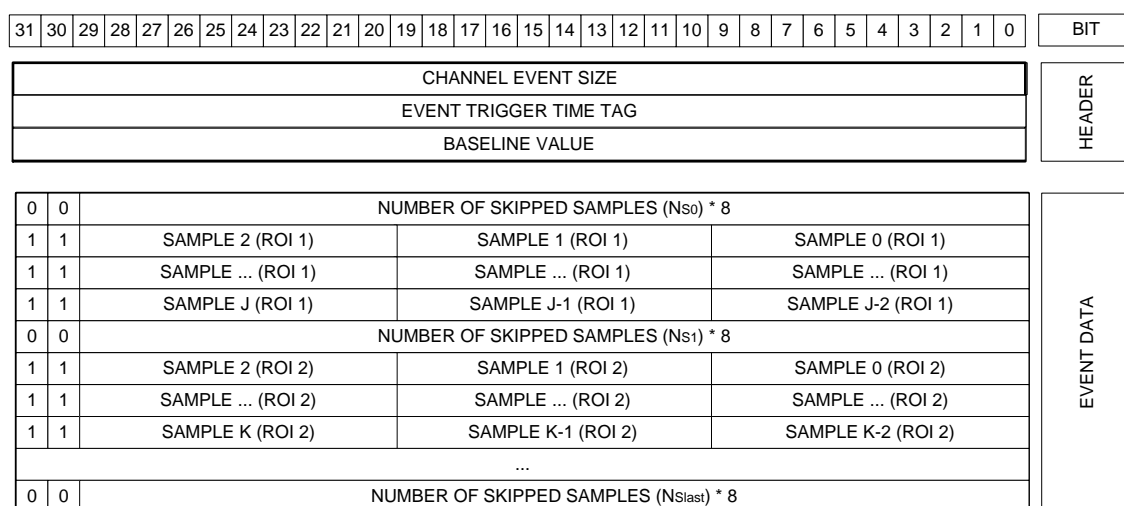 31 30 29 28 27 26 25 24 23 22 21 20 19 18 17 16 15 14 13 12 11 10 9 8 7 6 5 4 3 2 1 0 BIT
CHANNEL EVENT SIZE
EVENT TRIGGER TIME TAG
BASELINE VALUE
HEADER
0 0 NUMBER OF SKIPPED SAMPLES (NS0) * 8
1 1 SAMPLE 2 (ROI 1) SAMPLE 1 (ROI 1) SAMPLE 0 (ROI 1)
1 1 SAMPLE ... (ROI 1) SAMPLE ... (ROI 1) SAMPLE ... (ROI 1)
1 1 SAMPLE J (ROI 1) SAMPLE J-1 (ROI 1) SAMPLE J-2 (ROI 1)
0 0 NUMBER OF SKIPPED SAMPLES (NS1) * 8
1 1 SAMPLE 2 (ROI 2) SAMPLE 1 (ROI 2) SAMPLE 0 (ROI 2)
1 1 SAMPLE ... (ROI 2) SAMPLE ... (ROI 2) SAMPLE ... (ROI 2)
1 1 SAMPLE K (ROI 2) SAMPLE K-1 (ROI 2) SAMPLE K-2 (ROI 2)
...
0 0 NUMBER OF SKIPPED SAMPLES (NSlast) * 8
EVENT DATA